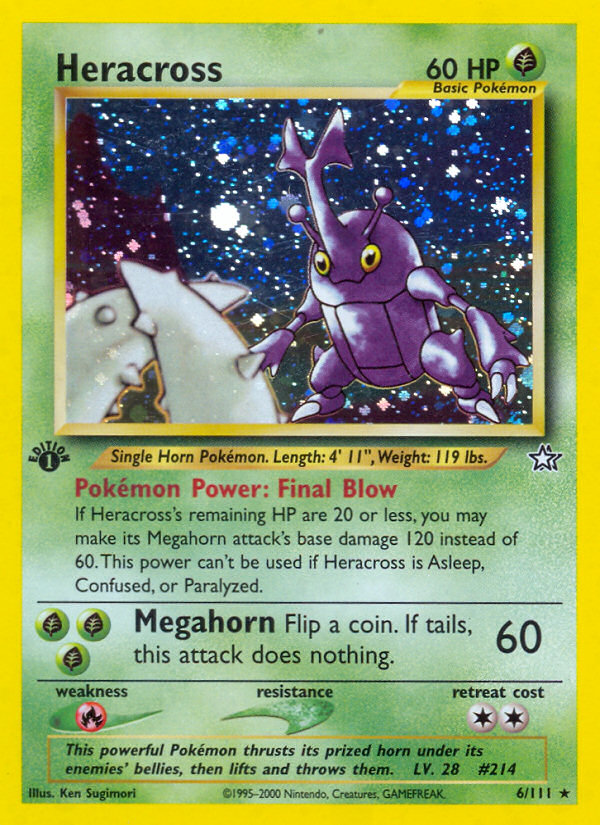 Heracross
60 HP
Basic Pokémon
EDITION
1
Single Horn Pokémon. Length: 4' 11", Weight: 119 lbs.
Pokémon Power: Final Blow
If Heracross's remaining HP are 20 or less, you may
make its Megahorn attack's base damage 120 instead of
60. This power can't be used if Heracross is Asleep,
Confused, or Paralyzed.
Megahorn Flip a coin. If tails, 60
this attack does nothing.
weakness resistance retreat cost
This powerful Pokémon thrusts its prized horn under its
enemies' bellies, then lifts and throws them. LV. 28 #214
Illus. Ken Sugimori ©1995–2000 Nintendo, Creatures, GAMEFREAK. 6/111 ★